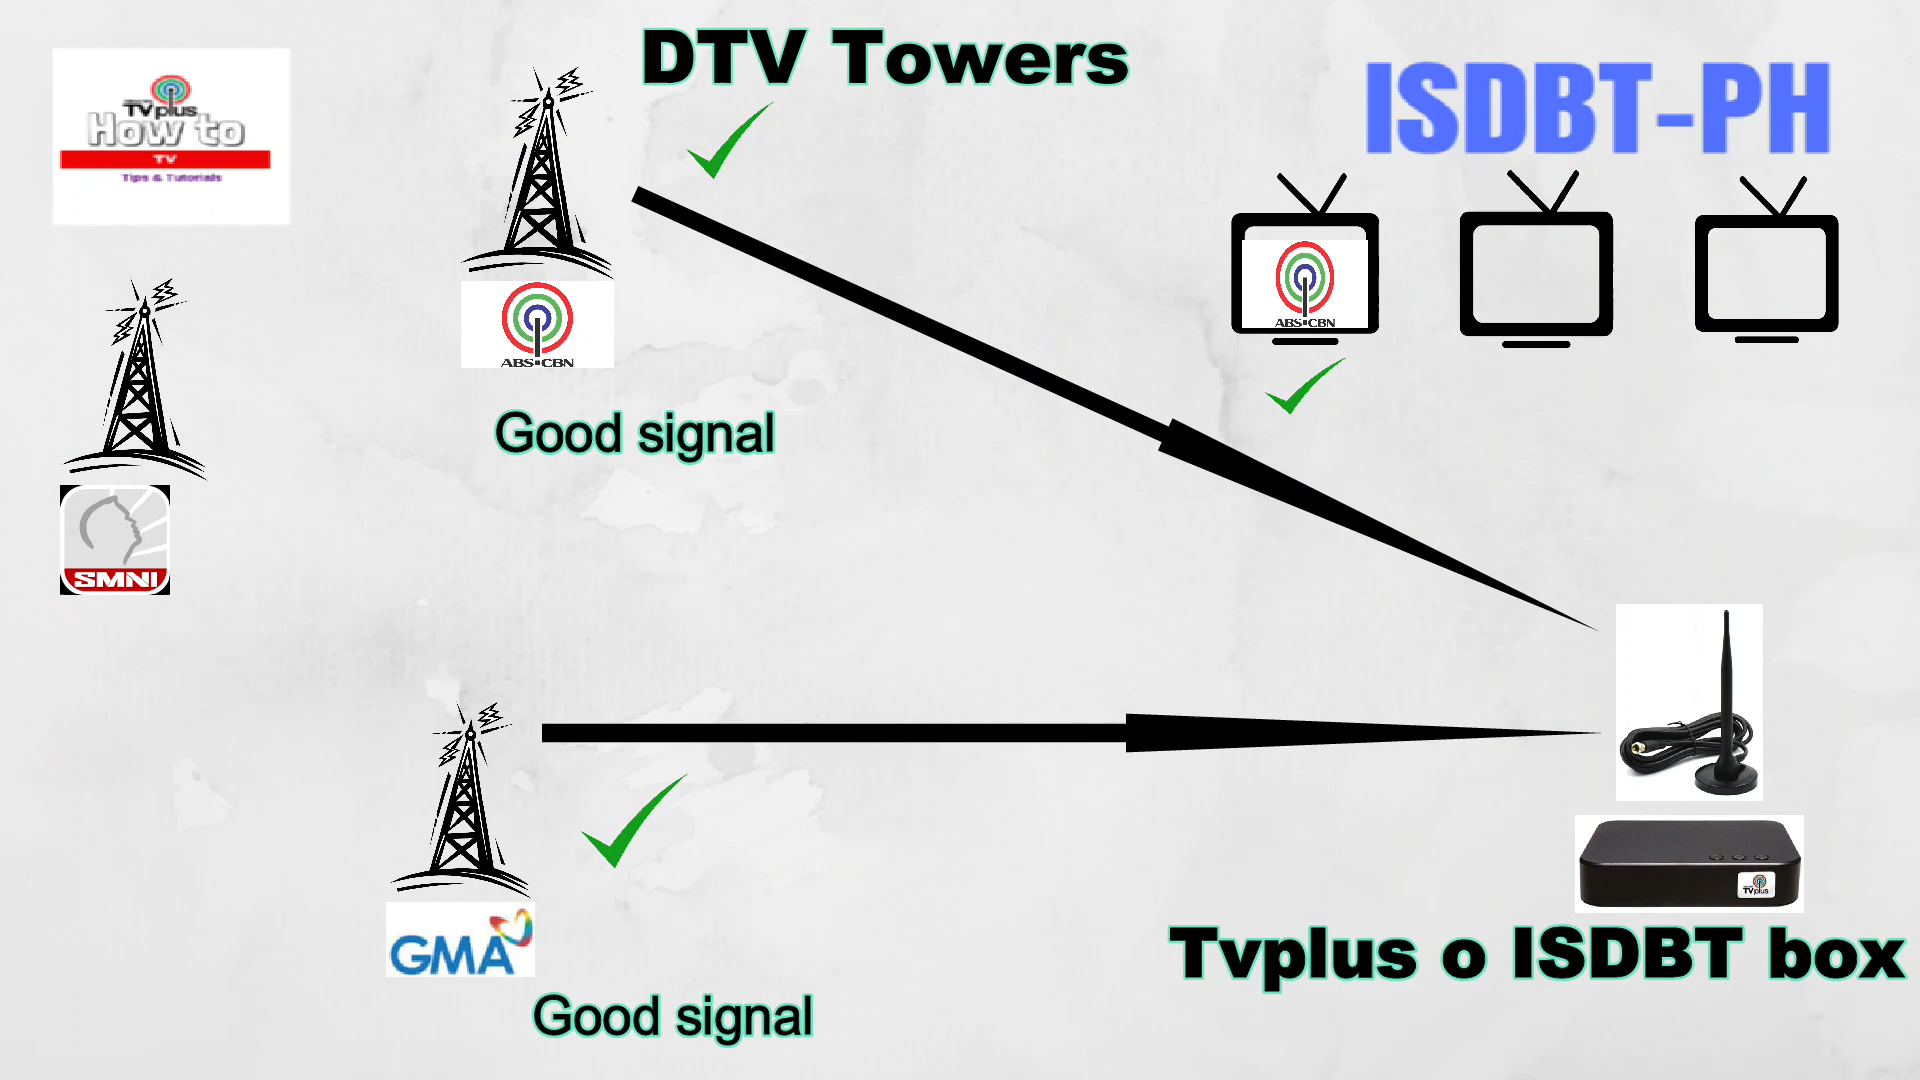 DTV Towers
ISDBT-PH
TVplus
How to
TV
Tips & Tutorials
ABS-CBN
ABS-CBN
Good signal
SMNI
TVplus
GMA
Tvplus o ISDBT box
Good signal